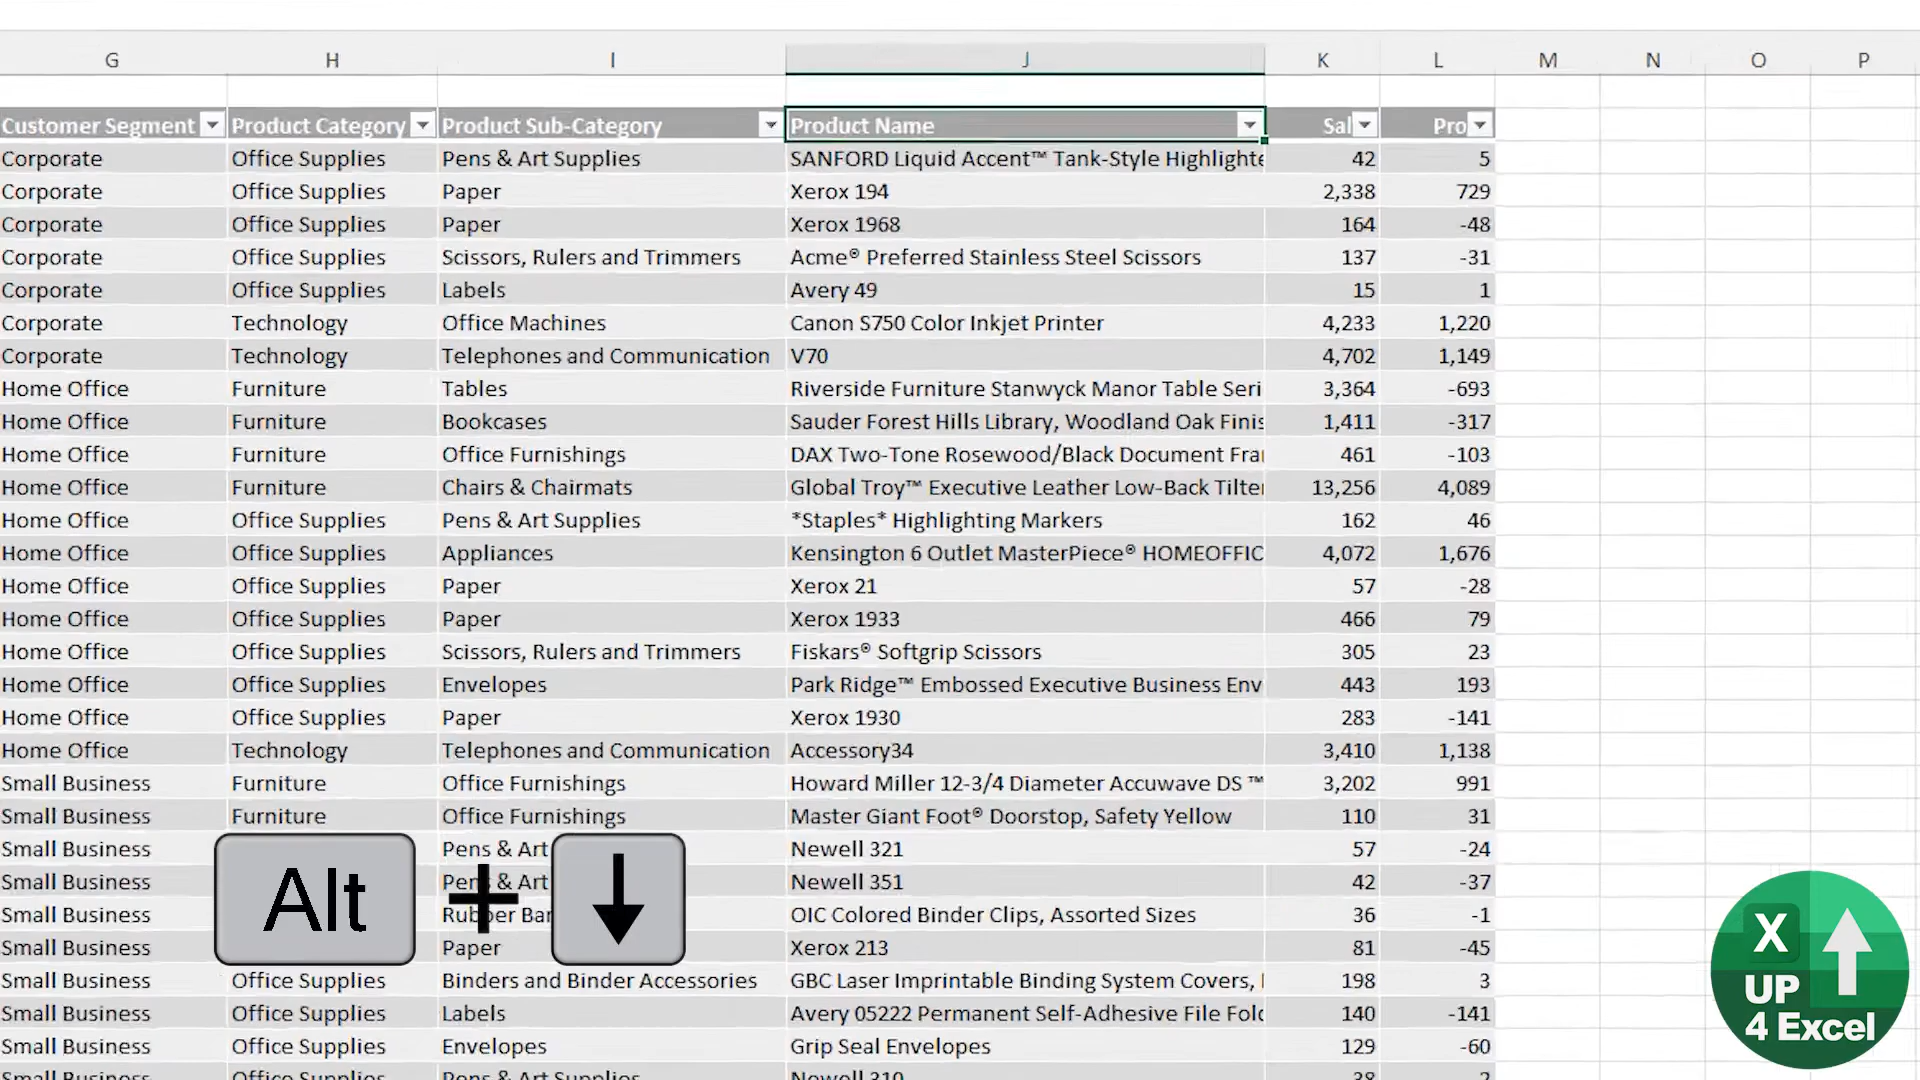 G H I J K L M N O P
Customer Segment Product Category Product Sub-Category Product Name Sal Pro
Corporate Office Supplies Pens & Art Supplies SANFORD Liquid Accent™ Tank-Style Highlighte 42 5
Corporate Office Supplies Paper Xerox 194 2,338 729
Corporate Office Supplies Paper Xerox 1968 164 -48
Corporate Office Supplies Scissors, Rulers and Trimmers Acme® Preferred Stainless Steel Scissors 137 -31
Corporate Office Supplies Labels Avery 49 15 1
Corporate Technology Office Machines Canon S750 Color Inkjet Printer 4,233 1,220
Corporate Technology Telephones and Communication V70 4,702 1,149
Home Office Furniture Tables Riverside Furniture Stanwyck Manor Table Seri 3,364 -693
Home Office Furniture Bookcases Sauder Forest Hills Library, Woodland Oak Finis 1,411 -317
Home Office Furniture Office Furnishings DAX Two-Tone Rosewood/Black Document Fra 461 -103
Home Office Furniture Chairs & Chairmats Global Troy™ Executive Leather Low-Back Tilte 13,256 4,089
Home Office Office Supplies Pens & Art Supplies *Staples* Highlighting Markers 162 46
Home Office Office Supplies Appliances Kensington 6 Outlet MasterPiece® HOMEOFFIC 4,072 1,676
Home Office Office Supplies Paper Xerox 21 57 -28
Home Office Office Supplies Paper Xerox 1933 466 79
Home Office Office Supplies Scissors, Rulers and Trimmers Fiskars® Softgrip Scissors 305 23
Home Office Office Supplies Envelopes Park Ridge™ Embossed Executive Business Env 443 193
Home Office Office Supplies Paper Xerox 1930 283 -141
Home Office Technology Telephones and Communication Accessory34 3,410 1,138
Small Business Furniture Office Furnishings Howard Miller 12-3/4 Diameter Accuwave DS ™ 3,202 991
Small Business Furniture Office Furnishings Master Giant Foot® Doorstop, Safety Yellow 110 31
Small Business Pens & Art Newell 321 57 -24
Small Business Pens & Art Newell 351 42 -37
Small Business Rubber Bar OIC Colored Binder Clips, Assorted Sizes 36 -1
Small Business Paper Xerox 213 81 -45
Small Business Office Supplies Binders and Binder Accessories GBC Laser Imprintable Binding System Covers, 198 3
Small Business Office Supplies Labels Avery 05222 Permanent Self-Adhesive File Fold 140 -141
Small Business Office Supplies Envelopes Grip Seal Envelopes 129 -60
Small Business Office Supplies Pens & Art Supplies Newell 310 38 2
Alt + ↓
X
UP
4 Excel